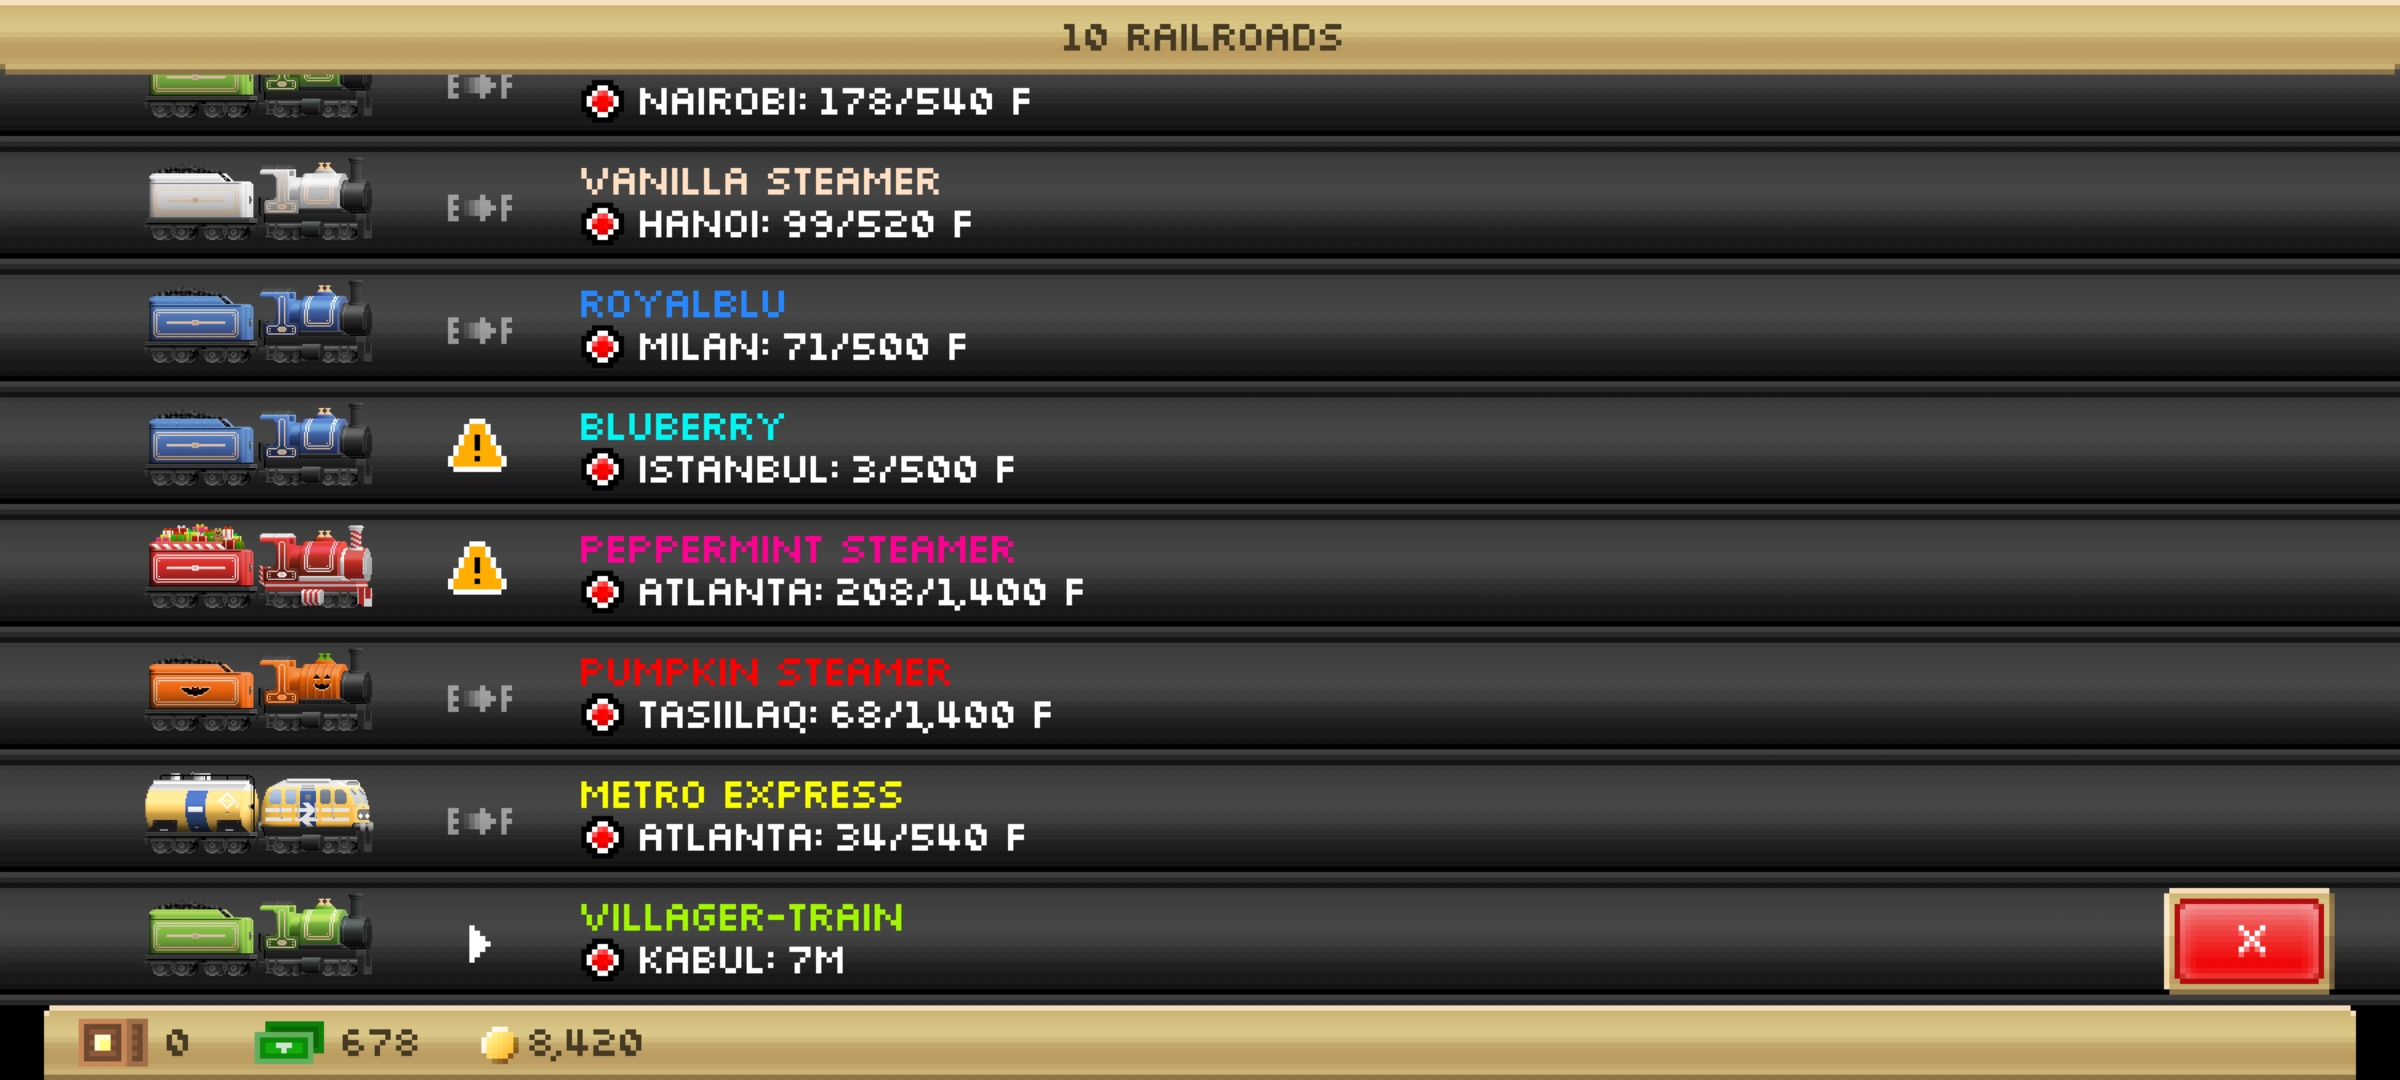 10 RAILROADS
E F
NAIROBI: 178/540 F
VANILLA STEAMER
E F
HANOI: 99/520 F
ROYALBLU
E F
MILAN: 71/500 F
BLUBERRY
!
ISTANBUL: 3/500 F
PEPPERMINT STEAMER
!
ATLANTA: 208/1,400 F
PUMPKIN STEAMER
E F
TASIILAQ: 68/1,400 F
METRO EXPRESS
E F
ATLANTA: 34/540 F
VILLAGER-TRAIN
KABUL: 7M
X
0 678 8,420